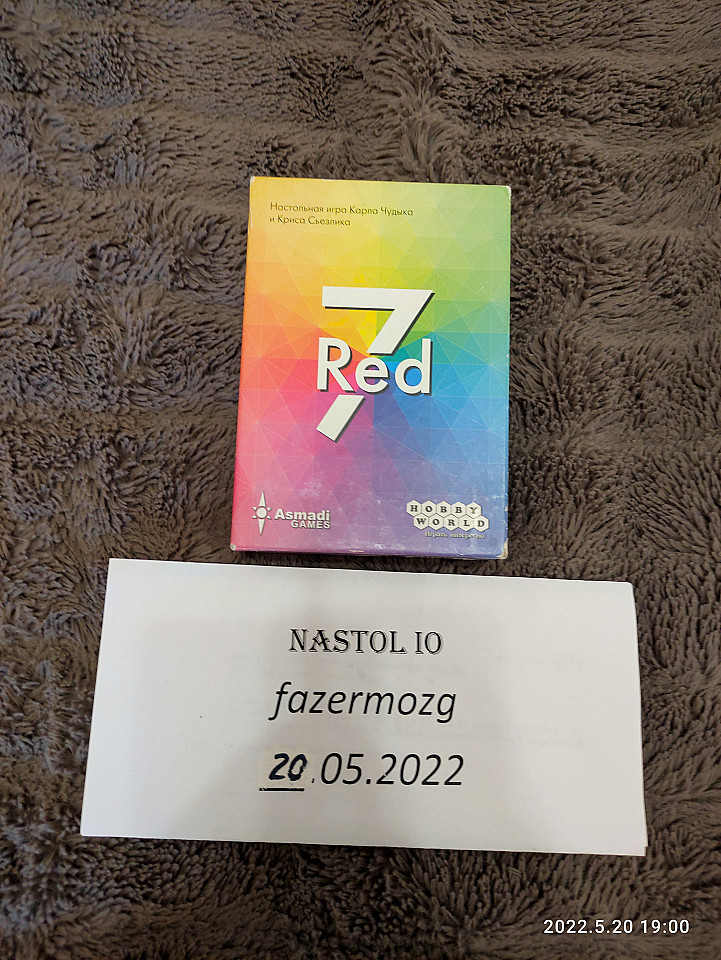 Настольная игра Карла Чудыка
и Криса Сьезлика
7
Red
Asmadi
GAMES
HOBBY
WORLD
Играть интересно
NASTOL IO
fazermozg
20.05.2022
2022.5.20 19:00